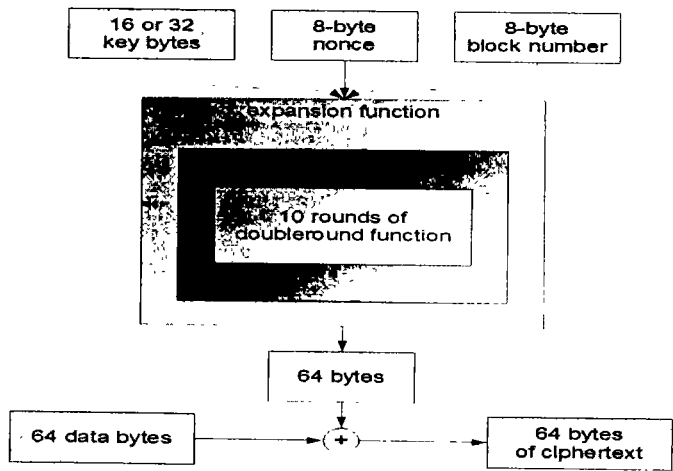 16 or 32
key bytes
8-byte
nonce
8-byte
block number
expansion function
10 rounds of
doubleround function
64 bytes
64 data bytes
+
64 bytes
of ciphertext